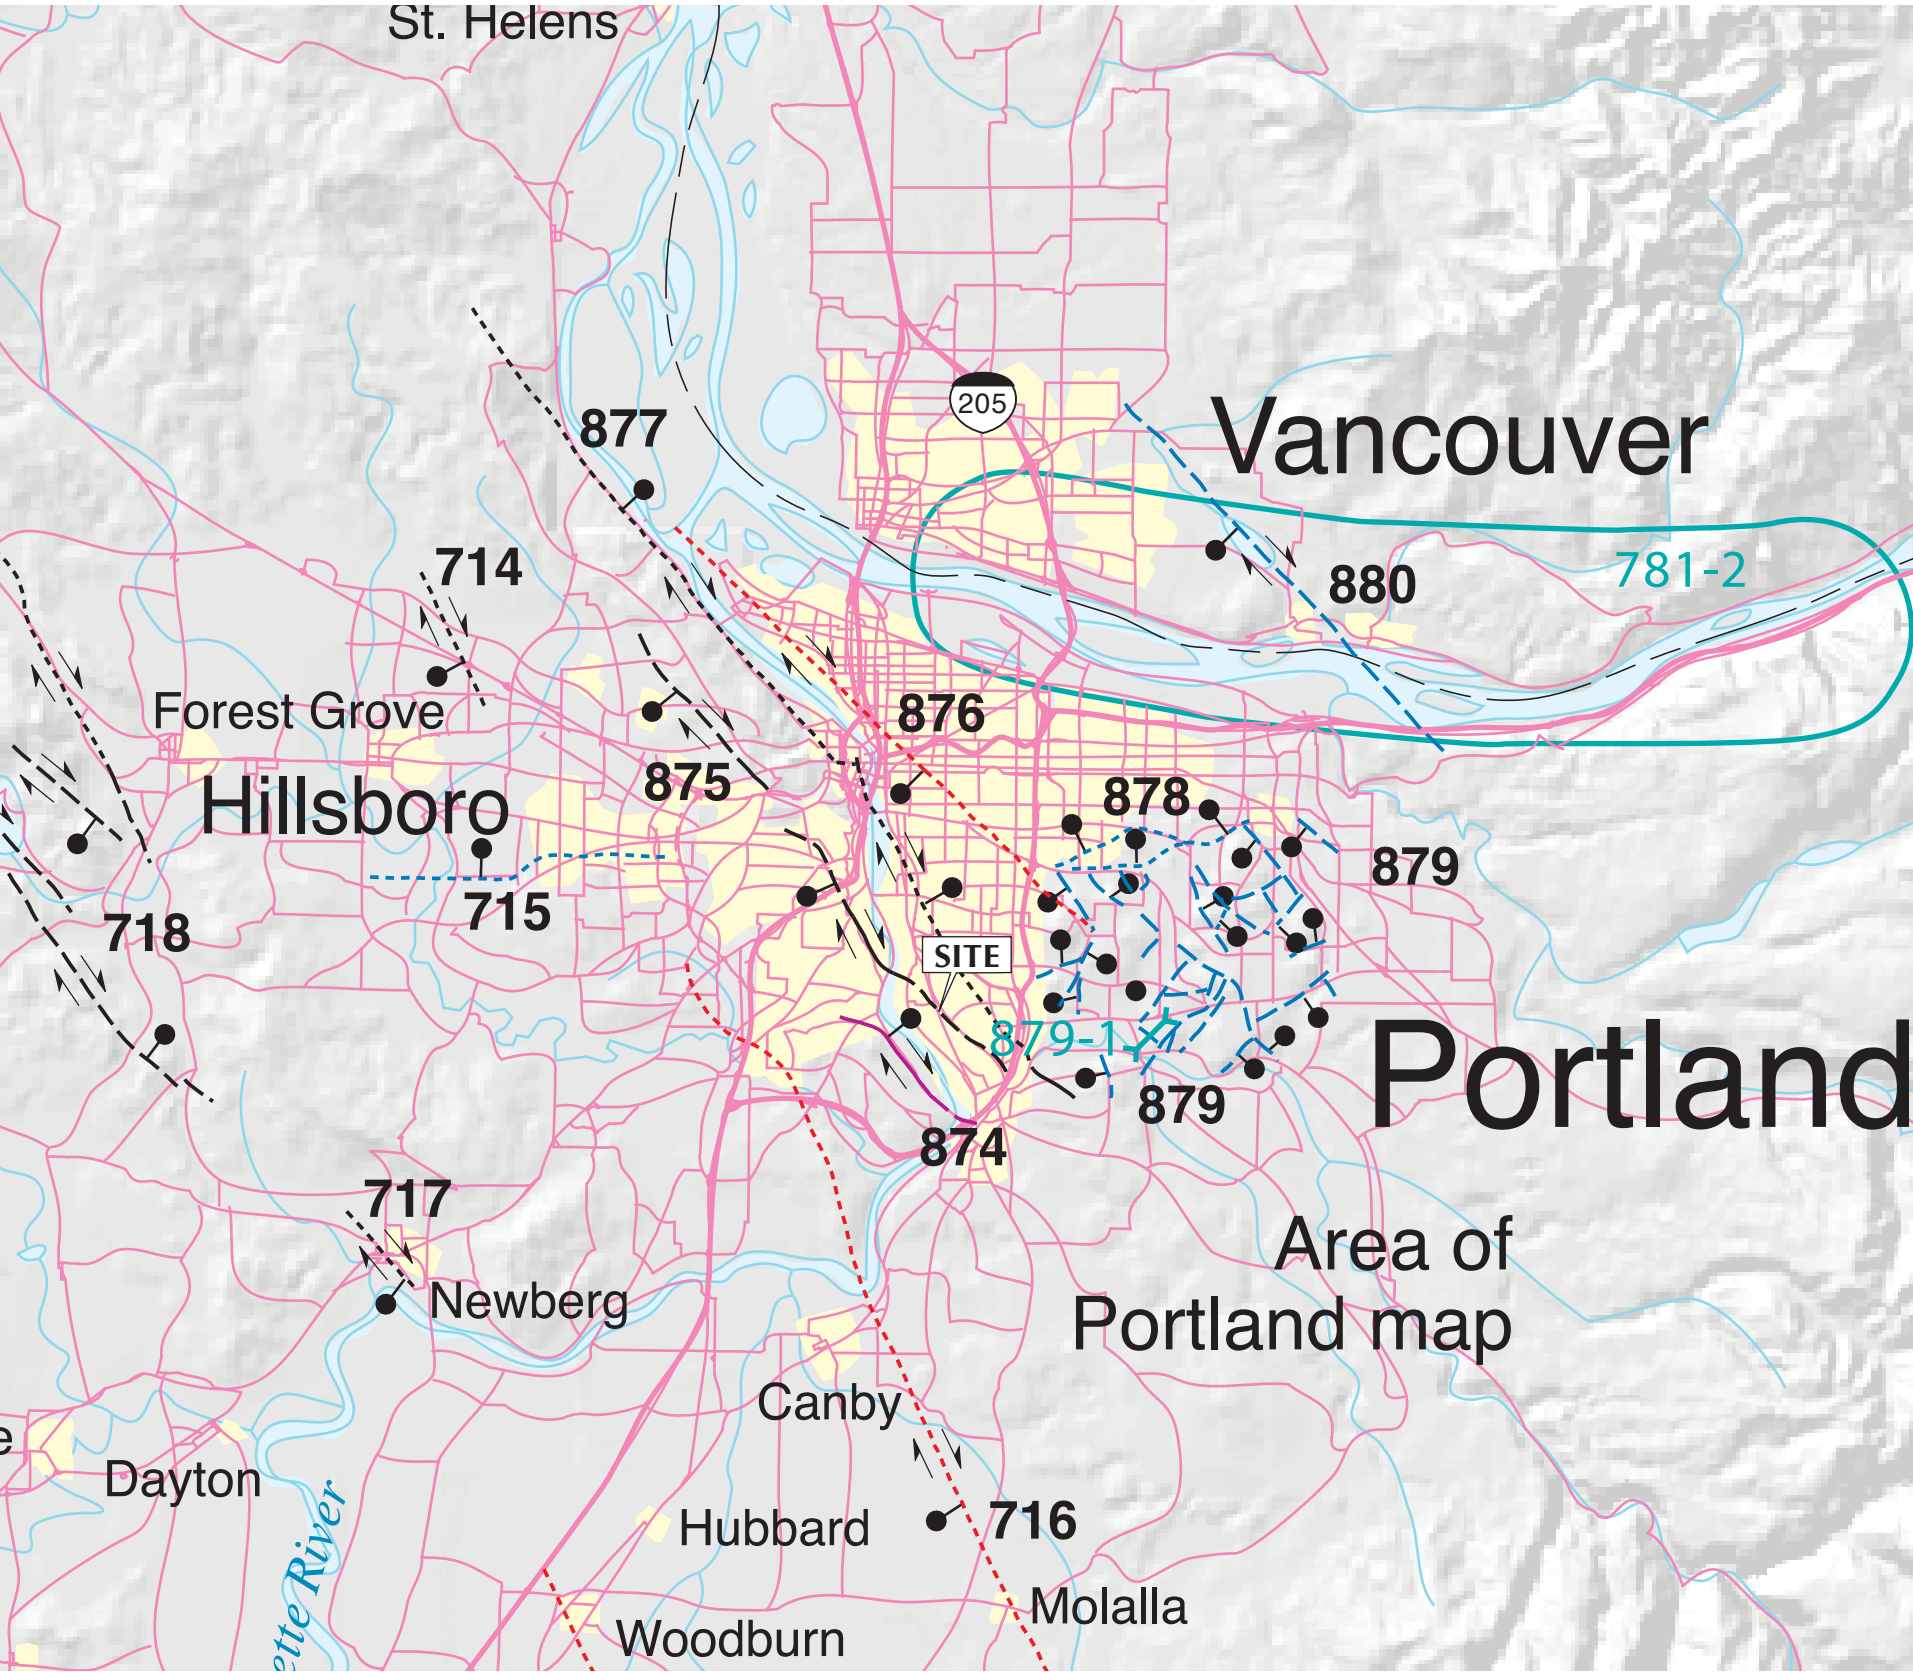 St. Helens
205
Vancouver
877
714
781-2
880
Forest Grove
876
875
Hillsboro
878
879
715
718
SITE
879-1
Portland
879
874
717
Area of
Portland map
Newberg
Canby
e
Dayton
716
Hubbard
ette River
Molalla
Woodburn